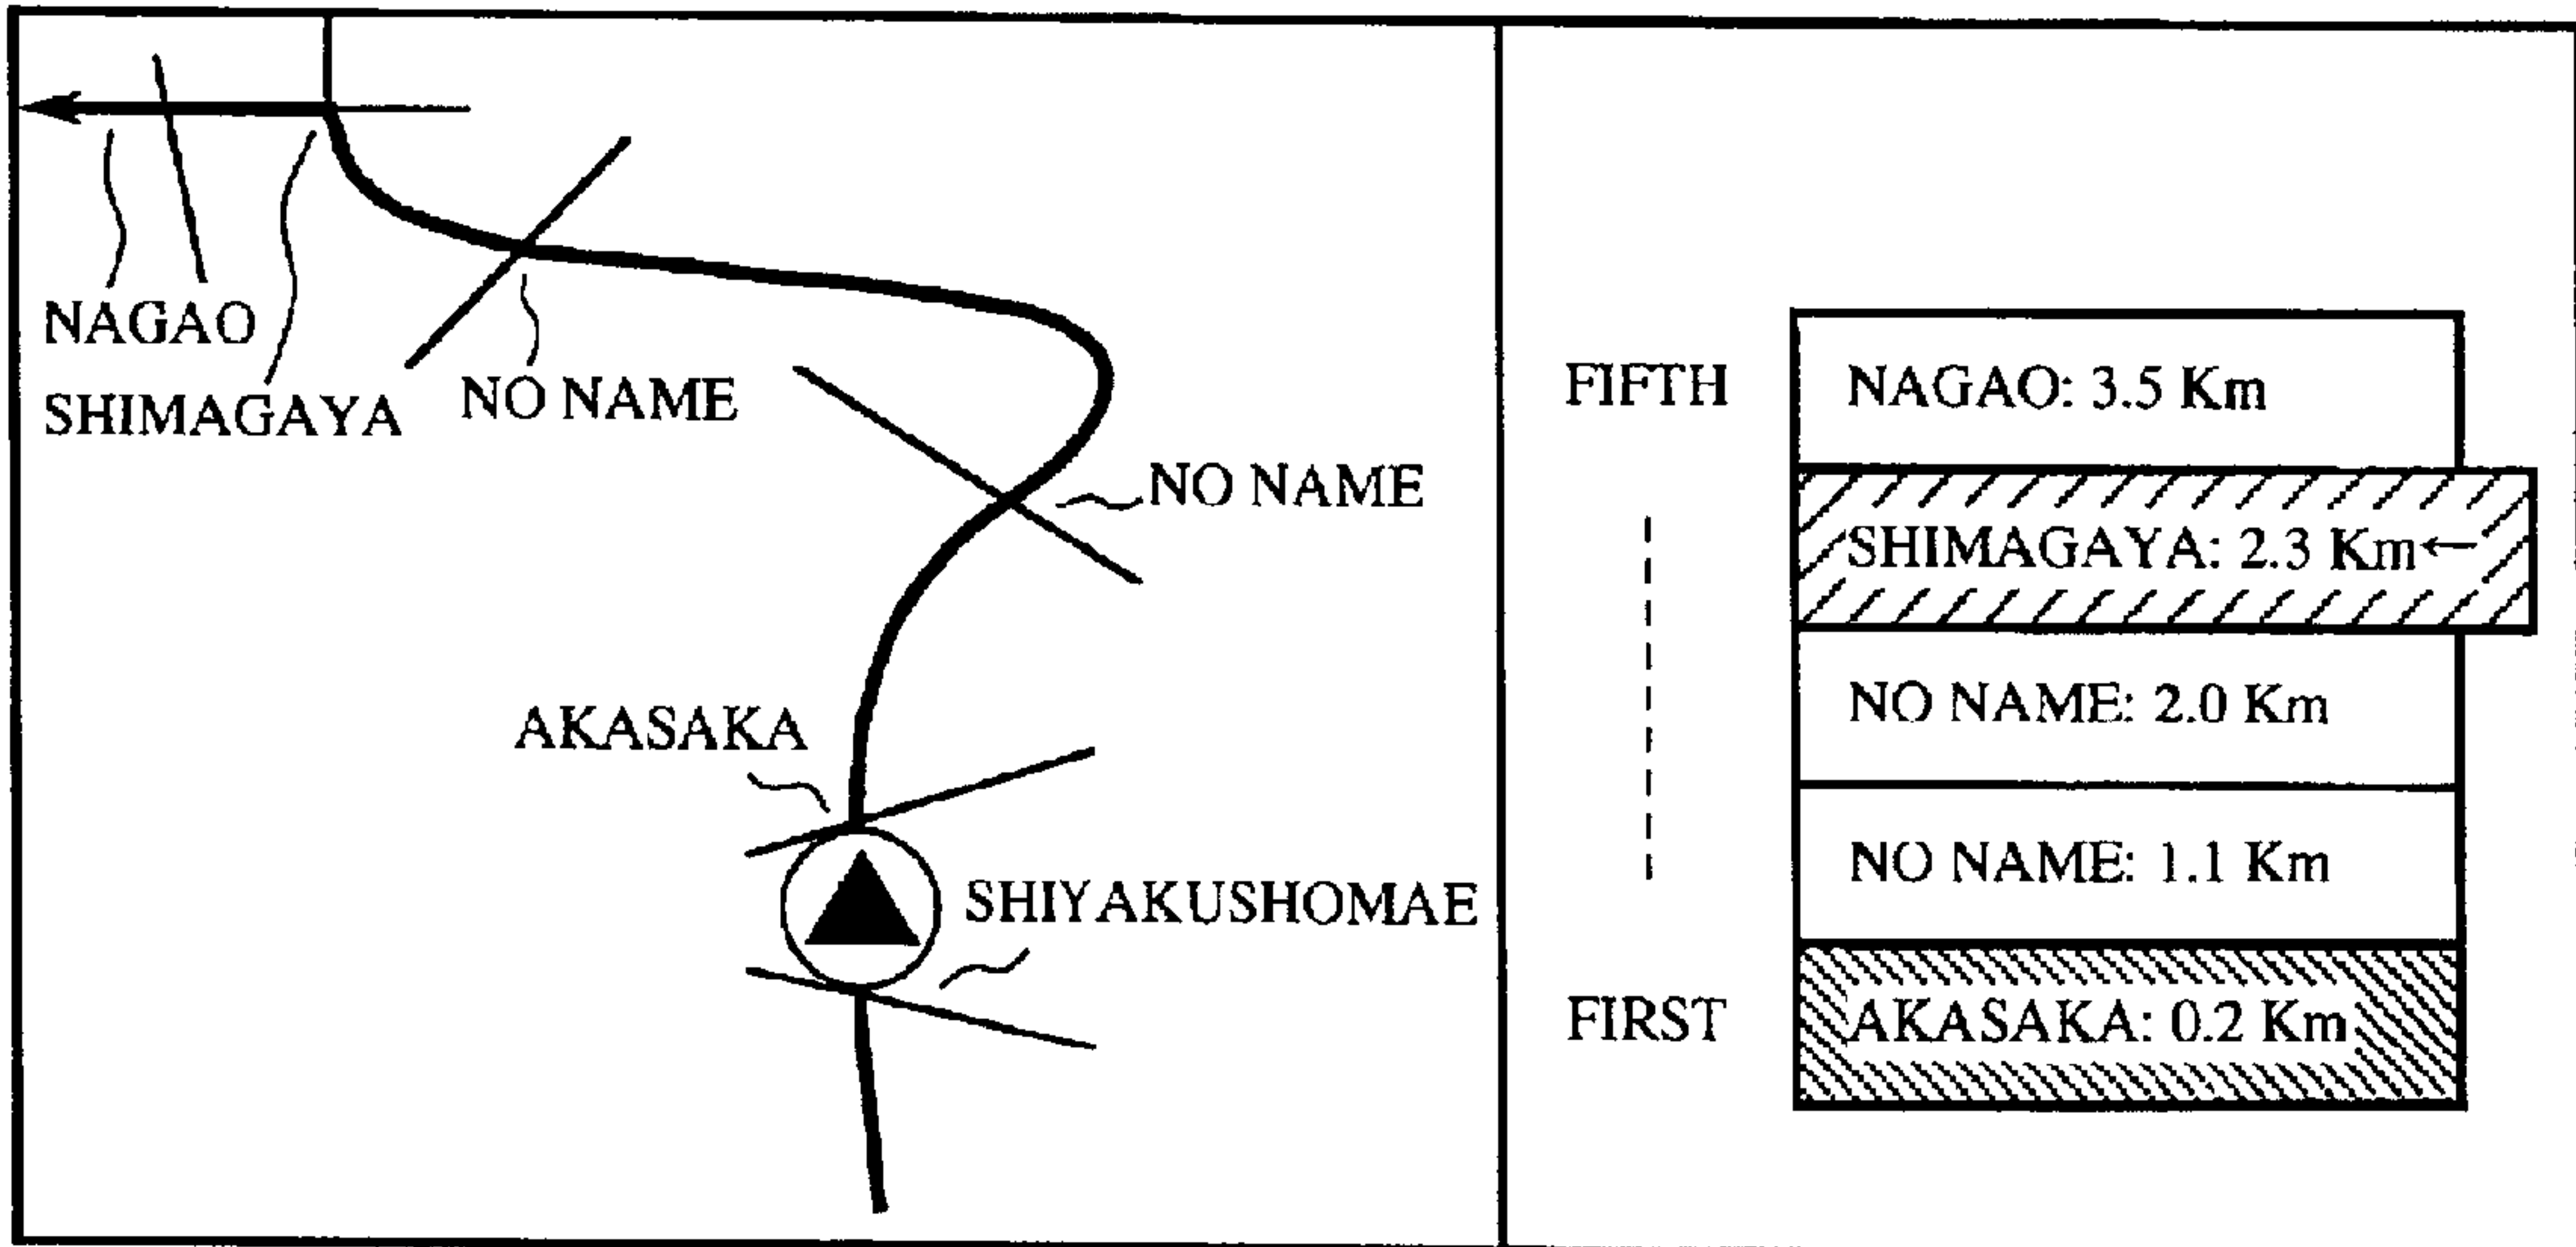 NAGAO
SHIMAGAYA
NO NAME
NO NAME
AKASAKA
SHIYAKUSHOMAE
FIFTH
NAGAO: 3.5 Km
SHIMAGAYA: 2.3 Km←
NO NAME: 2.0 Km
NO NAME: 1.1 Km
FIRST
AKASAKA: 0.2 Km